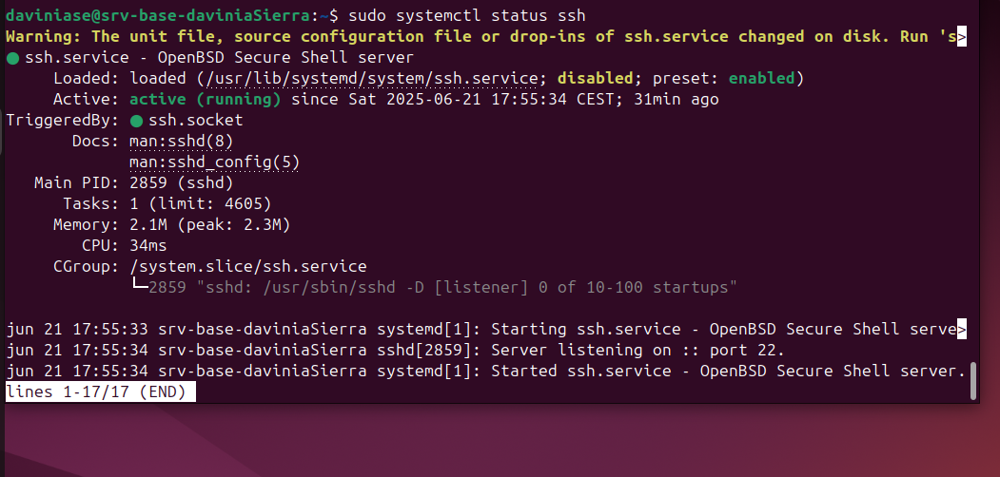 daviniase@srv-base-daviniaSierra:~$ sudo systemctl status ssh
Warning: The unit file, source configuration file or drop-ins of ssh.service changed on disk. Run 's>
● ssh.service - OpenBSD Secure Shell server
     Loaded: loaded (/usr/lib/systemd/system/ssh.service; disabled; preset: enabled)
     Active: active (running) since Sat 2025-06-21 17:55:34 CEST; 31min ago
TriggeredBy: ● ssh.socket
       Docs: man:sshd(8)
             man:sshd_config(5)
   Main PID: 2859 (sshd)
      Tasks: 1 (limit: 4605)
     Memory: 2.1M (peak: 2.3M)
        CPU: 34ms
     CGroup: /system.slice/ssh.service
             └─2859 "sshd: /usr/sbin/sshd -D [listener] 0 of 10-100 startups"
jun 21 17:55:33 srv-base-daviniaSierra systemd[1]: Starting ssh.service - OpenBSD Secure Shell serve>
jun 21 17:55:34 srv-base-daviniaSierra sshd[2859]: Server listening on :: port 22.
jun 21 17:55:34 srv-base-daviniaSierra systemd[1]: Started ssh.service - OpenBSD Secure Shell server.
lines 1-17/17 (END)